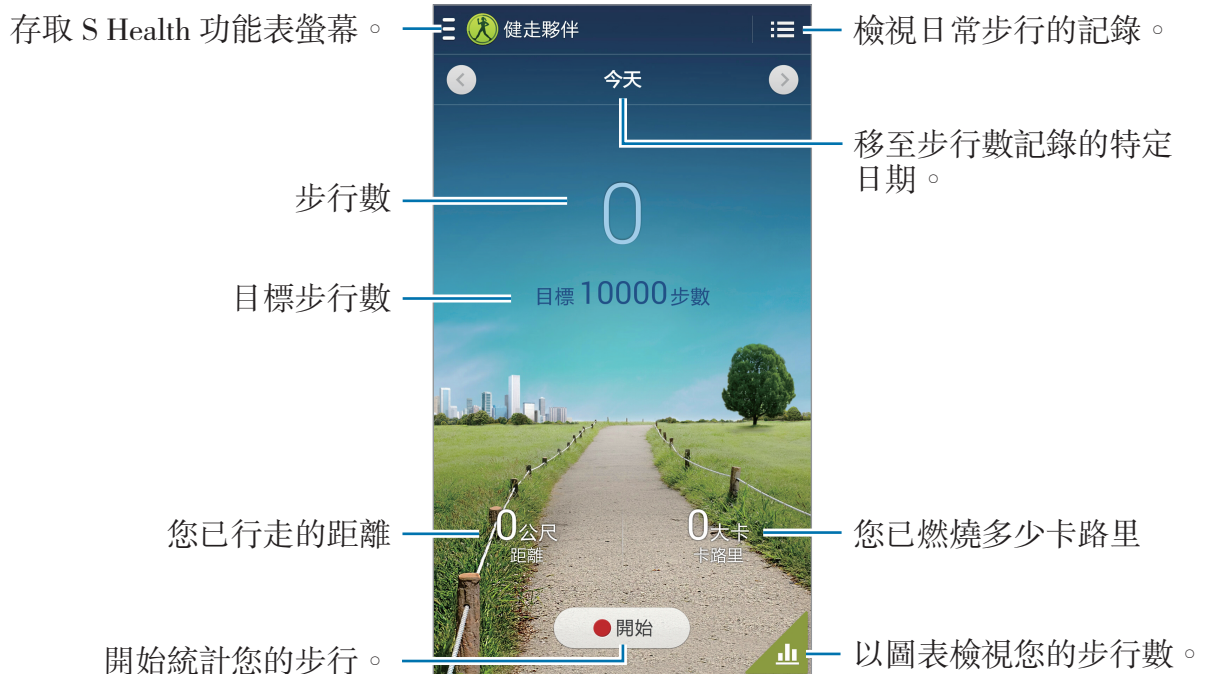 存取 S Health 功能表螢幕。
健走夥伴
檢視日常步行的記錄。
今天
移至步行數記錄的特定
日期。
步行數
0
目標步行數
目標 10000 步數
您已行走的距離
0公尺
距離
0大卡
卡路里
您已燃燒多少卡路里
開始統計您的步行。
開始
以圖表檢視您的步行數。